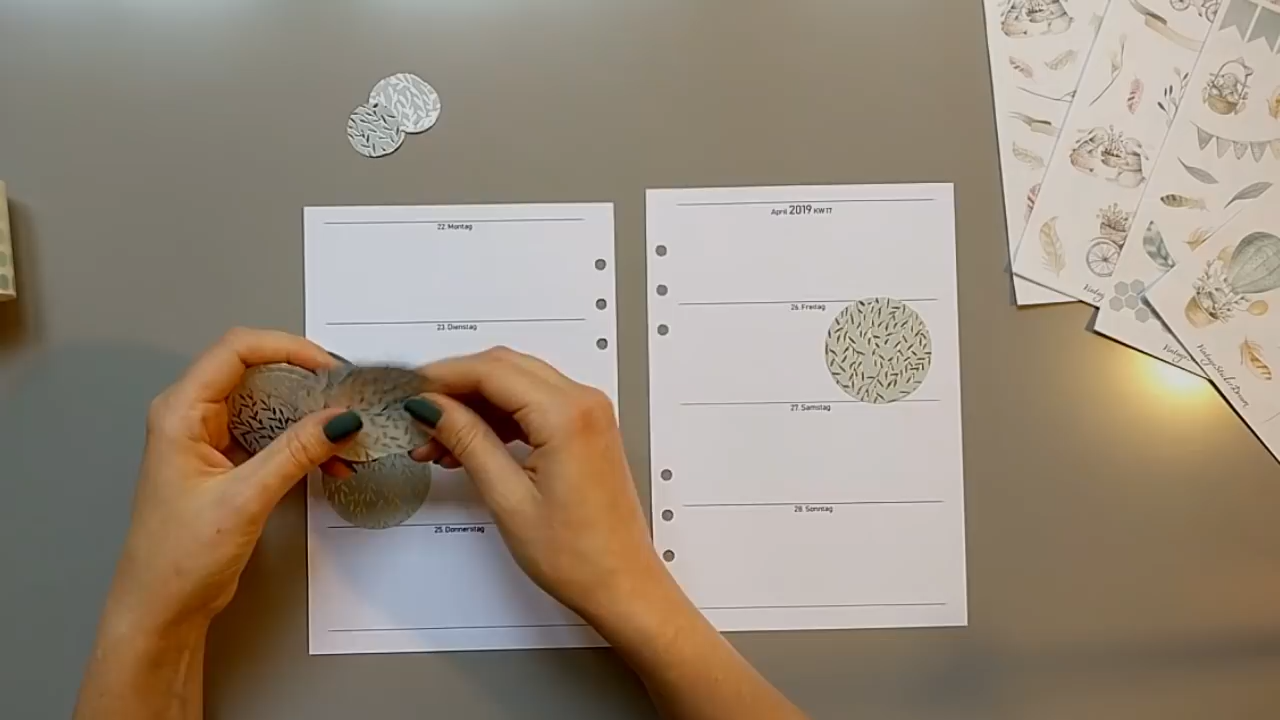 22. Montag
23. Dienstag
25. Donnerstag
April 2019 KW 17
26. Freitag
27. Samstag
28. Sonntag